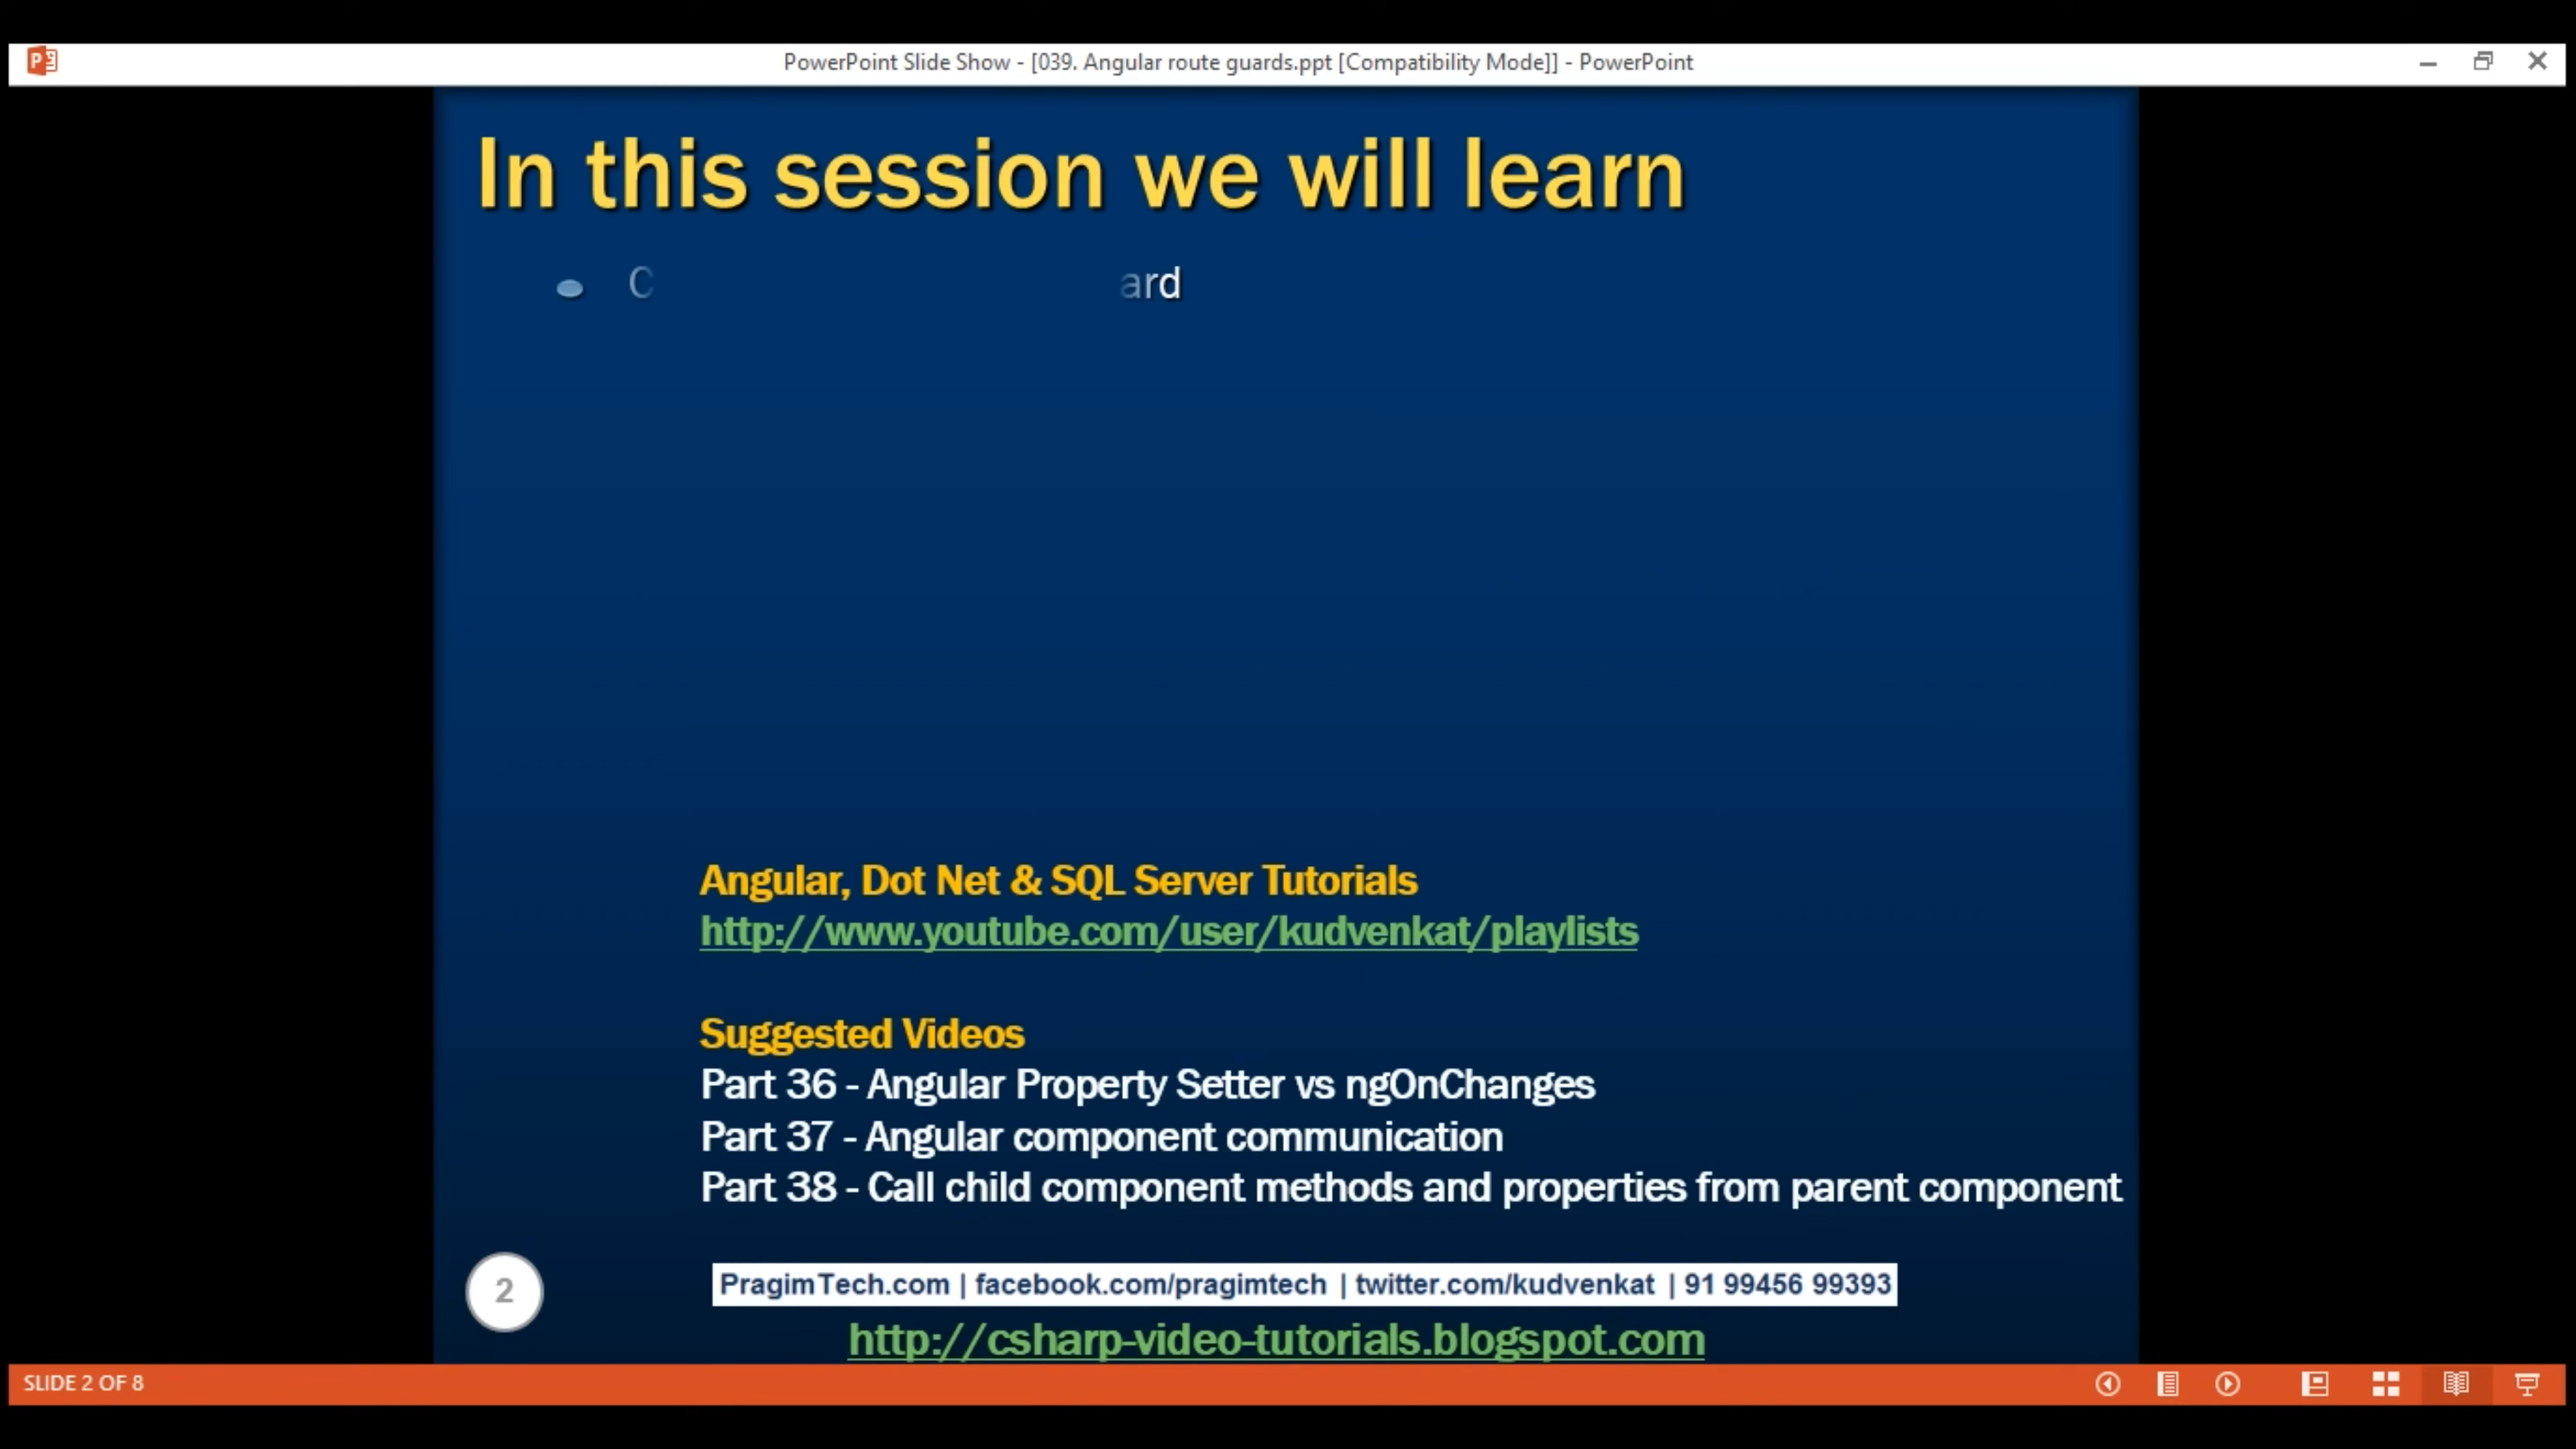 PowerPoint Slide Show - [039. Angular route guards.ppt [Compatibility Mode]] - PowerPoint
In this session we will learn
Angular, Dot Net & SQL Server Tutorials
http://www.youtube.com/user/kudvenkat/playlists
Suggested Videos
Part 36 - Angular Property Setter vs ngOnChanges
Part 37 - Angular component communication
Part 38 - Call child component methods and properties from parent component
2
PragimTech.com | facebook.com/pragimtech | twitter.com/kudvenkat | 91 99456 99393
http://csharp-video-tutorials.blogspot.com
SLIDE 2 OF 8